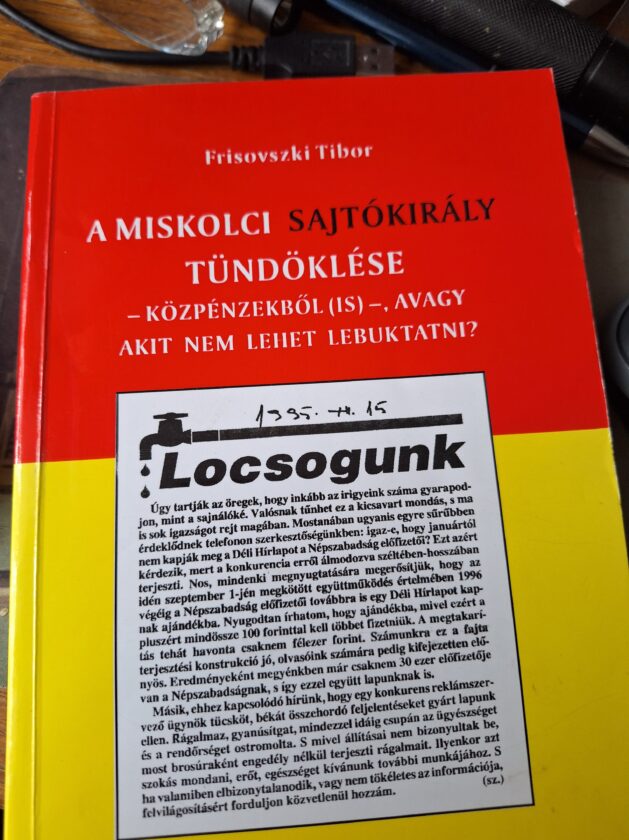 Frisovszki Tibor
A MISKOLCI SAJTÓKIRÁLY
TÜNDÖKLÉSE
– KÖZPÉNZEKBŐL (IS) –, AVAGY
AKIT NEM LEHET LEBUKTATNI?
1995. 11. 15
Locsogunk
Úgy tartják az öregek, hogy inkább az irigyeink száma gyarapod-
jon, mint a sajnálóké. Valósnak tűnhet ez a kicsavart mondás, s ma
is sok igazságot rejt magában. Mostanában ugyanis egyre sűrűbben
érdeklődnek telefonon szerkesztőségünkben: igaz-e, hogy januártól
nem kapják meg a Déli Hírlapot a Népszabadság előfizetői? Ezt azért
kérdezik, mert a konkurencia erről álmodozva széltében-hosszában
terjeszti. Nos, mindenki megnyugtatására megerősítjük, hogy az
idén szeptember 1-jén megkötött együttműködés értelmében 1996
végéig a Népszabadság előfizetői továbbra is egy Déli Hírlapot kap-
nak ajándékba. Nyugodtan írhatom, hogy ajándékba, mivel ezért a
pluszért mindössze 100 forinttal kell többet fizetniük. A megtakarí-
tás tehát havonta csaknem félezer forint. Számunkra ez a fajta
terjesztési konstrukció jó, olvasóink számára pedig kifejezetten elő-
nyös. Eredményeként megyénkben már csaknem 30 ezer előfizetője
van a Népszabadságnak, s így ezzel együtt lapunknak is.
Másik, ehhez kapcsolódó hírünk, hogy egy konkurens reklámszer-
vező ügynök tücsköt, békát összehordó feljelentéseket gyárt lapunk
ellen. Rágalmaz, gyanúsítgat, mindezzel idáig csupán az ügyészséget
és a rendőrséget ostromolta. S mivel állításai nem bizonyultak be,
most brosúraként engedély nélkül terjeszti rágalmait. Ilyenkor azt
szokás mondani, erőt, egészséget kívánunk további munkájához. S
ha valamiben elbizonytalanodik, vagy nem tökéletes az információja,
felvilágosításért forduljon közvetlenül hozzám. (sz.)